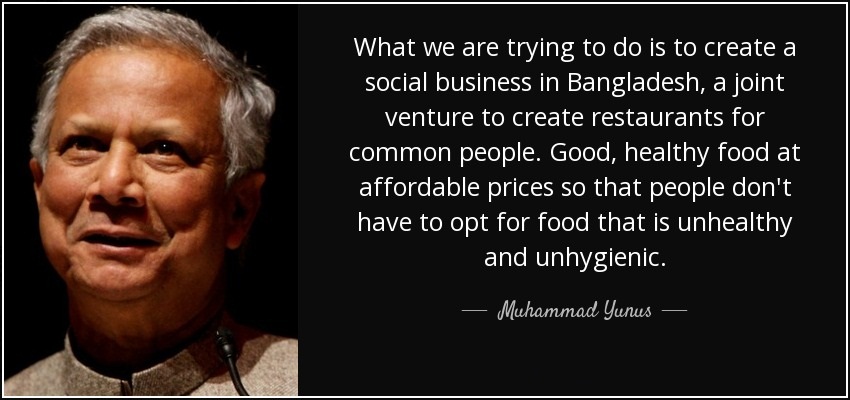 What we are trying to do is to create a
social business in Bangladesh, a joint
venture to create restaurants for
common people. Good, healthy food at
affordable prices so that people don't
have to opt for food that is unhealthy
and unhygienic.
Muhammad Yunus